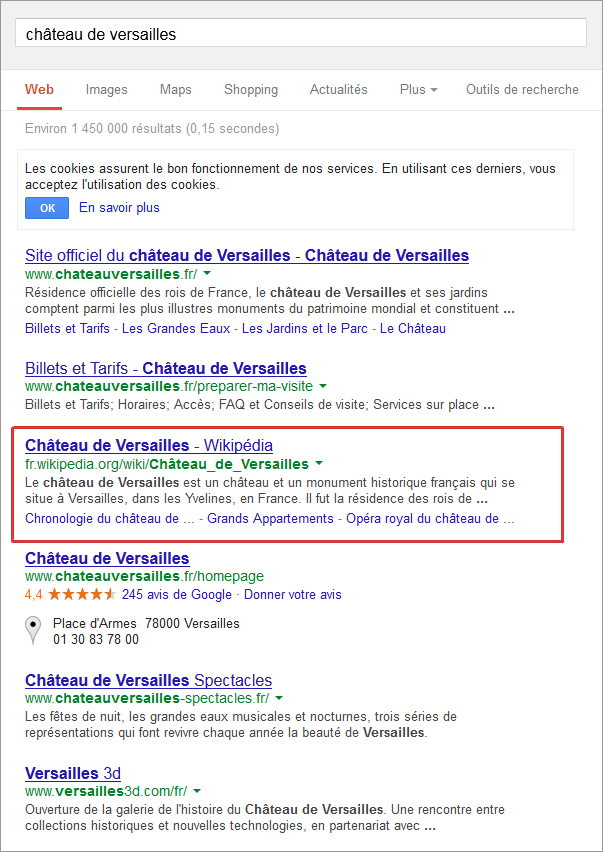 château de versailles
Web Images Maps Shopping Actualités Plus Outils de recherche
Environ 1 450 000 résultats (0,15 secondes)
Les cookies assurent le bon fonctionnement de nos services. En utilisant ces derniers, vous
acceptez l'utilisation des cookies.
OK En savoir plus
Site officiel du château de Versailles - Château de Versailles
www.chateauversailles.fr/
Résidence officielle des rois de France, le château de Versailles et ses jardins
comptent parmi les plus illustres monuments du patrimoine mondial et constituent ...
Billets et Tarifs - Les Grandes Eaux - Les Jardins et le Parc - Le Château
Billets et Tarifs - Château de Versailles
www.chateauversailles.fr/preparer-ma-visite
Billets et Tarifs; Horaires; Accès; FAQ et Conseils de visite; Services sur place ...
Château de Versailles - Wikipédia
fr.wikipedia.org/wiki/Château_de_Versailles
Le château de Versailles est un château et un monument historique français qui se
situe à Versailles, dans les Yvelines, en France. Il fut la résidence des rois de ...
Chronologie du château de ... - Grands Appartements - Opéra royal du château de ...
Château de Versailles
www.chateauversailles.fr/homepage
4,4 245 avis de Google · Donner votre avis
Place d'Armes 78000 Versailles
01 30 83 78 00
Château de Versailles Spectacles
www.chateauversailles-spectacles.fr/
Les fêtes de nuit, les grandes eaux musicales et nocturnes, trois séries de
représentations qui font revivre chaque année la beauté de Versailles.
Versailles 3d
www.versailles3d.com/fr/
Ouverture de la galerie de l'histoire du Château de Versailles. Une rencontre entre
collections historiques et nouvelles technologies, en partenariat avec ...